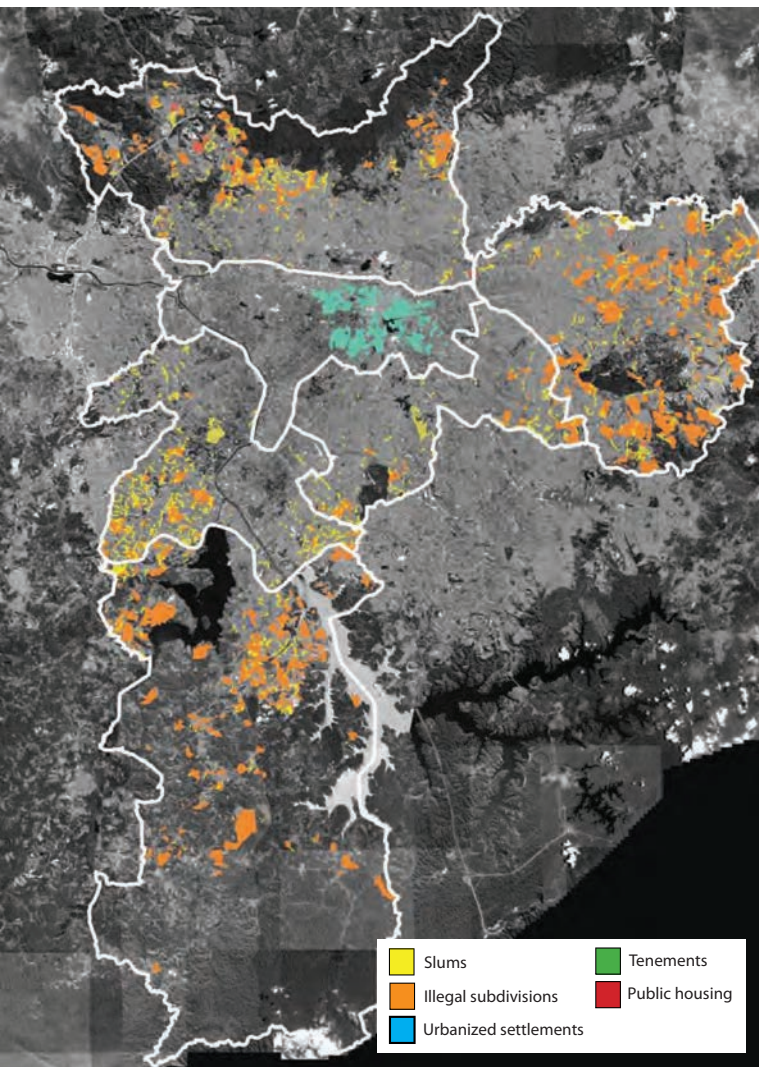 Slums
Illegal subdivisions
Urbanized settlements
Tenements
Public housing